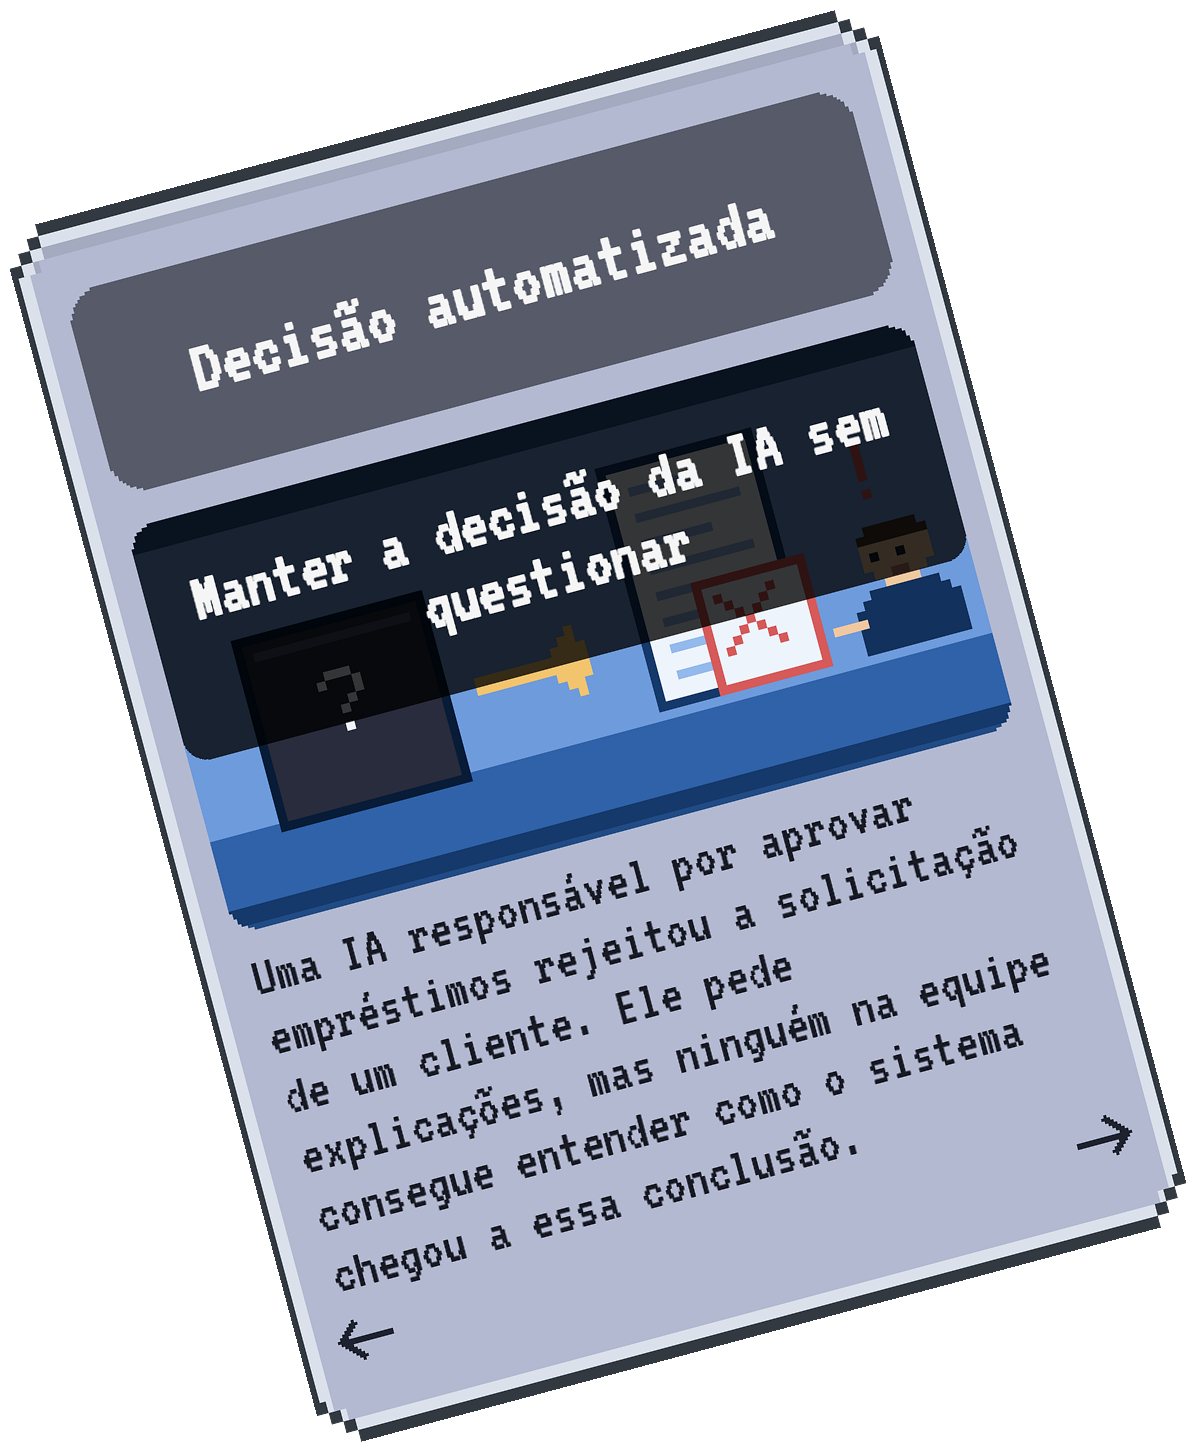 Decisão automatizada
Manter a decisão da IA sem
questionar
?
!
Uma IA responsável por aprovar
empréstimos rejeitou a solicitação
de um cliente. Ele pede
explicações, mas ninguém na equipe
consegue entender como o sistema
chegou a essa conclusão.